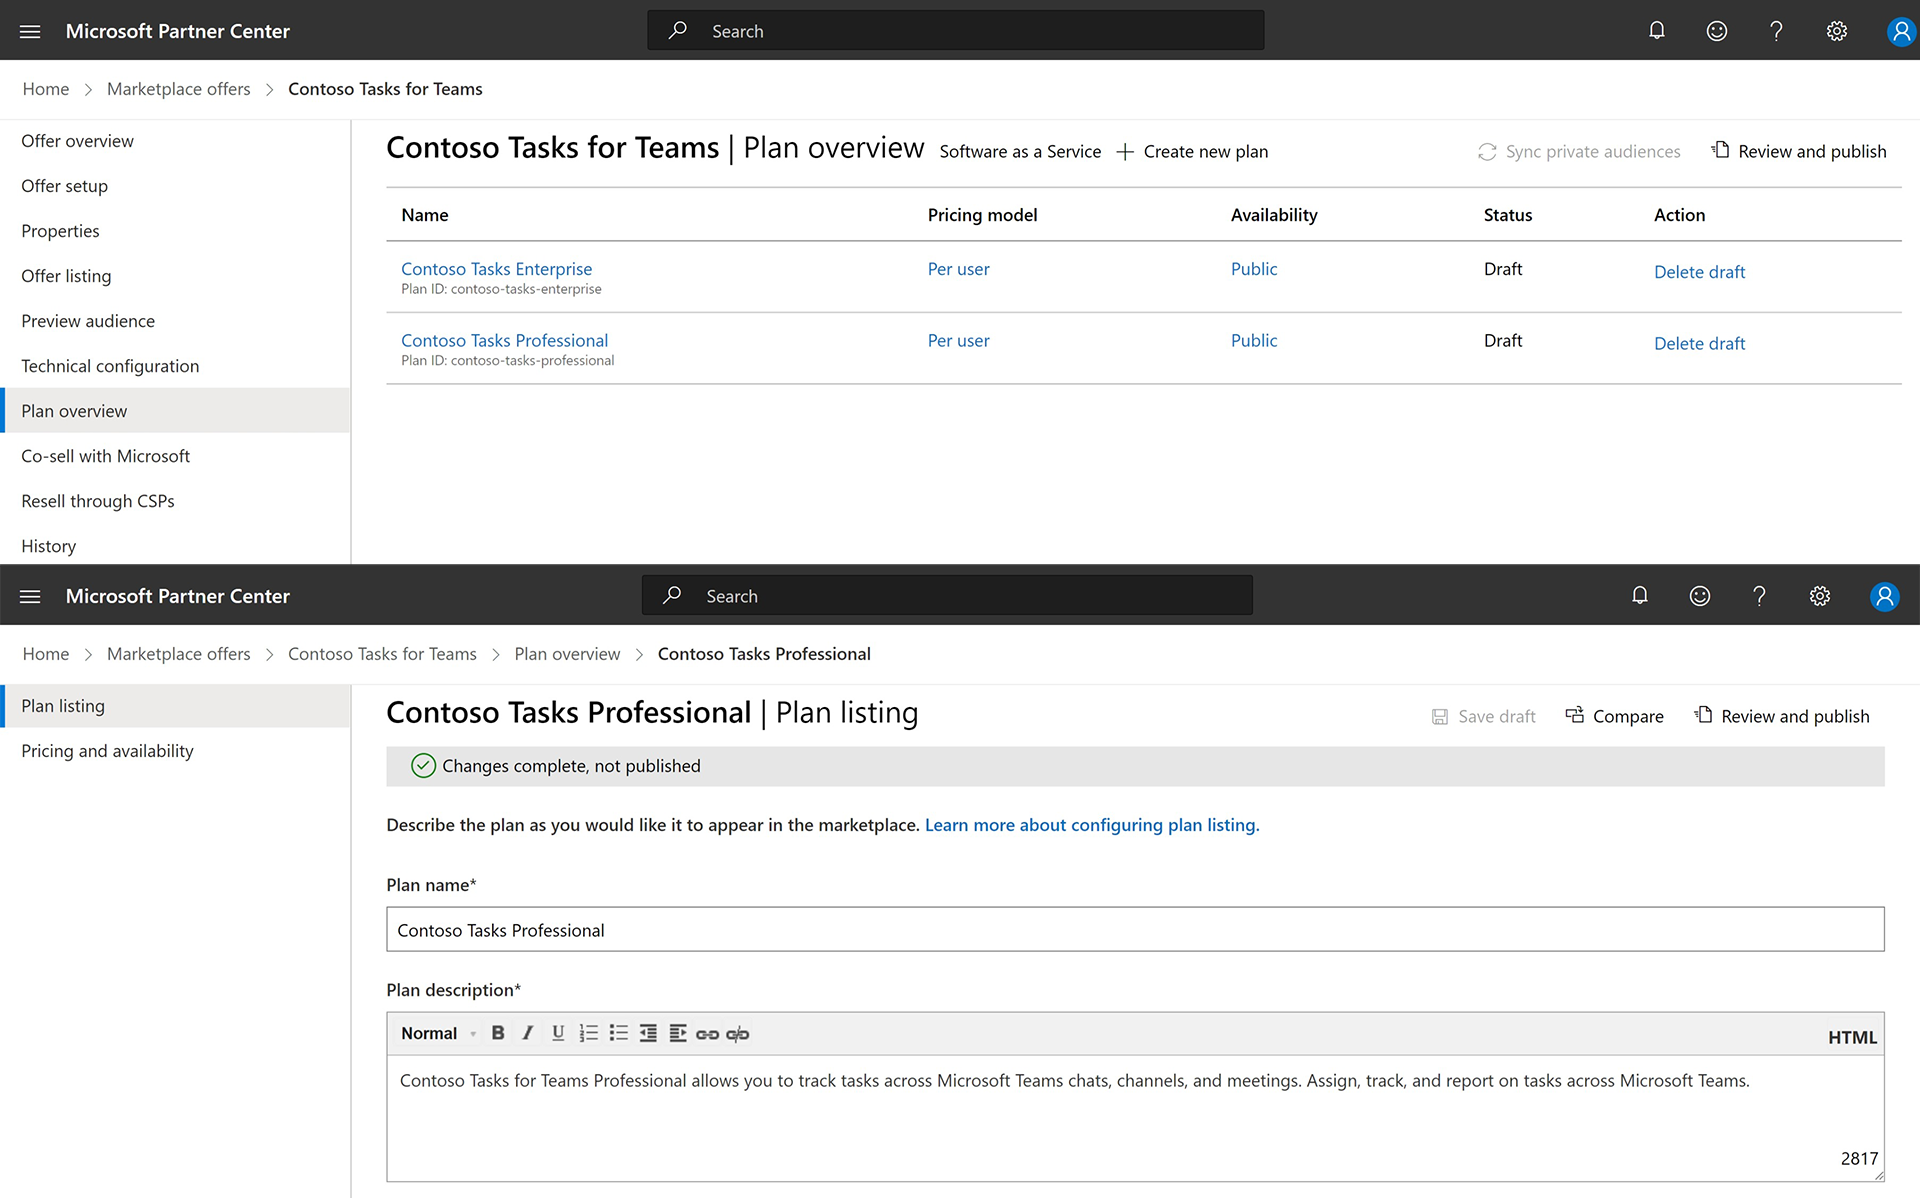 Microsoft Partner Center
Search
Home > Marketplace offers > Contoso Tasks for Teams
Offer overview
Offer setup
Properties
Offer listing
Preview audience
Technical configuration
Plan overview
Co-sell with Microsoft
Resell through CSPs
History
Contoso Tasks for Teams | Plan overview Software as a Service + Create new plan Sync private audiences Review and publish
Name Pricing model Availability Status Action
Contoso Tasks Enterprise Per user Public Draft Delete draft
Plan ID: contoso-tasks-enterprise
Contoso Tasks Professional Per user Public Draft Delete draft
Plan ID: contoso-tasks-professional
Microsoft Partner Center
Search
Home > Marketplace offers > Contoso Tasks for Teams > Plan overview > Contoso Tasks Professional
Plan listing
Pricing and availability
Contoso Tasks Professional | Plan listing Save draft Compare Review and publish
Changes complete, not published
Describe the plan as you would like it to appear in the marketplace. Learn more about configuring plan listing.
Plan name*
Contoso Tasks Professional
Plan description*
Normal B I U HTML
Contoso Tasks for Teams Professional allows you to track tasks across Microsoft Teams chats, channels, and meetings. Assign, track, and report on tasks across Microsoft Teams.
2817